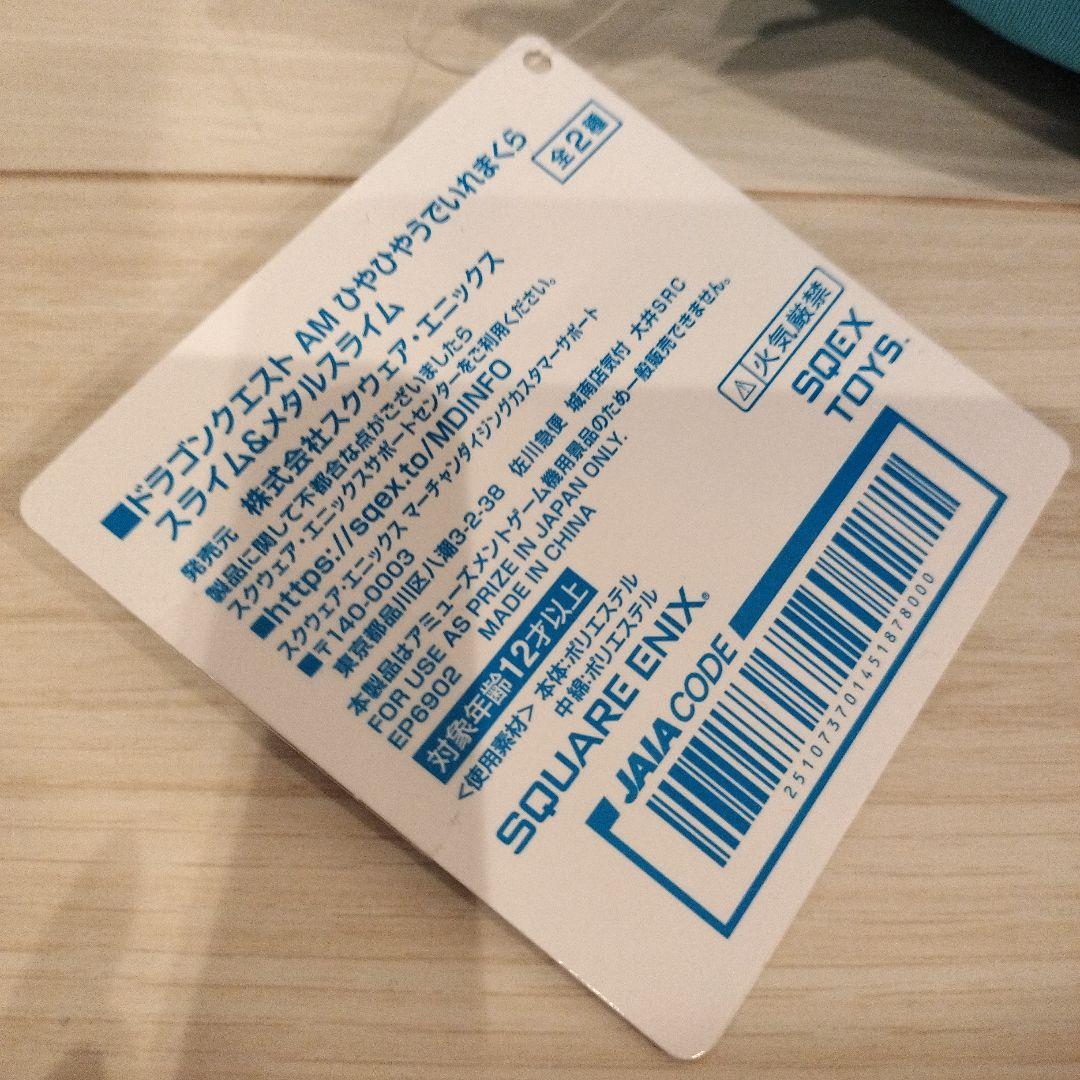 ■ドラゴンクエスト AM ひやひやうでいれまくら
スライム&メタルスライム
全2種
発売元 株式会社スクウェア・エニックス
製品に関して不都合な点がございましたら
スクウェア・エニックスサポートセンターをご利用ください。
■https://sqex.to/MDINFO
スクウェア・エニックス マーチャンダイジングカスタマーサポート
■〒140-0003
東京都品川区八潮3-2-38 佐川急便 城南店気付 大井SRC
本製品はアミューズメントゲーム機用景品のため一般販売できません。
FOR USE AS PRIZE IN JAPAN ONLY.
EP6902 MADE IN CHINA
対象年齢12才以上
<使用素材> 本体:ポリエステル
中綿:ポリエステル
⚠火気厳禁
SQUARE ENIX®
SQEX
TOYS™
JAIA CODE
251073701451878000